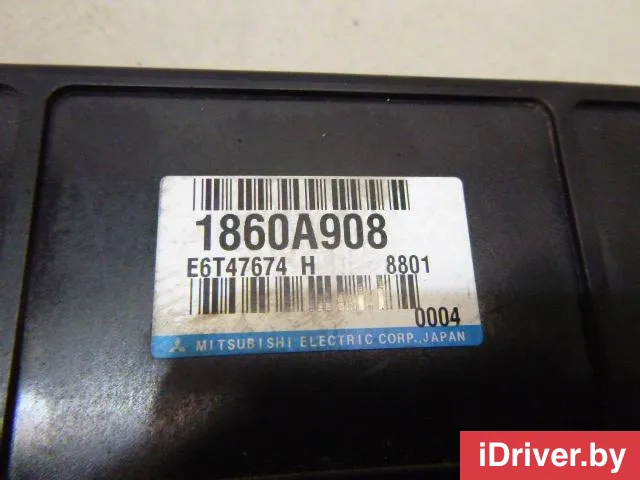 1860A908
E6T47674 H 8801
0004
MITSUBISHI ELECTRIC CORP., JAPAN
iDriver.by